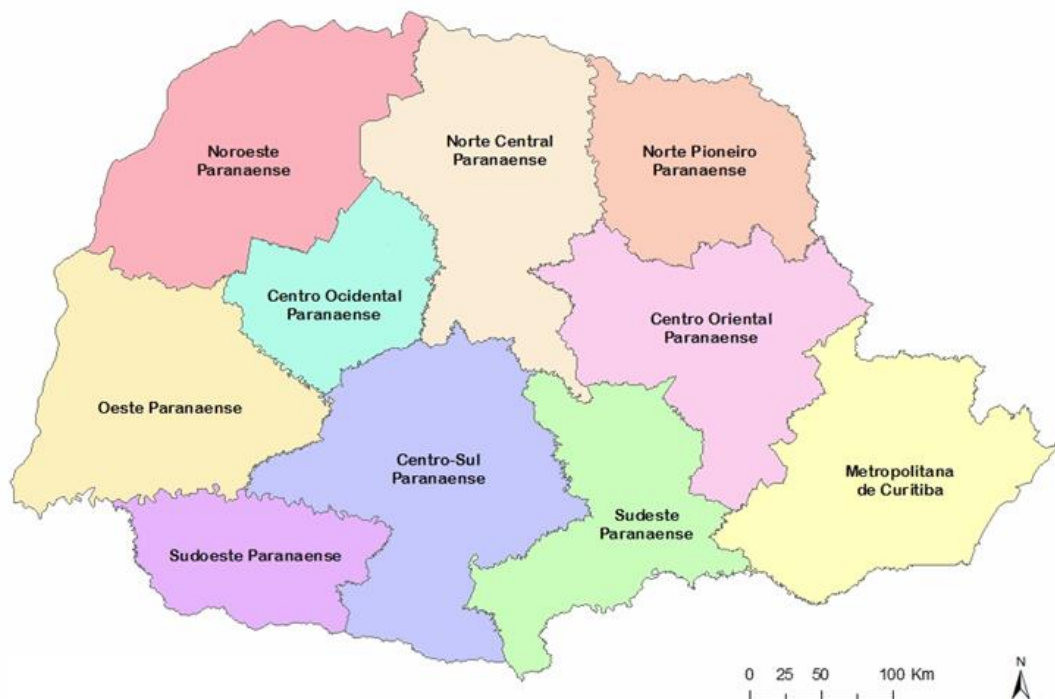 Noroeste
Paranaense
Norte Central
Paranaense
Norte Pioneiro
Paranaense
Centro Ocidental
Paranaense
Centro Oriental
Paranaense
Oeste Paranaense
Centro-Sul
Paranaense
Metropolitana
de Curitiba
Sudeste
Paranaense
Sudoeste Paranaense
0 25 50 100 Km
N